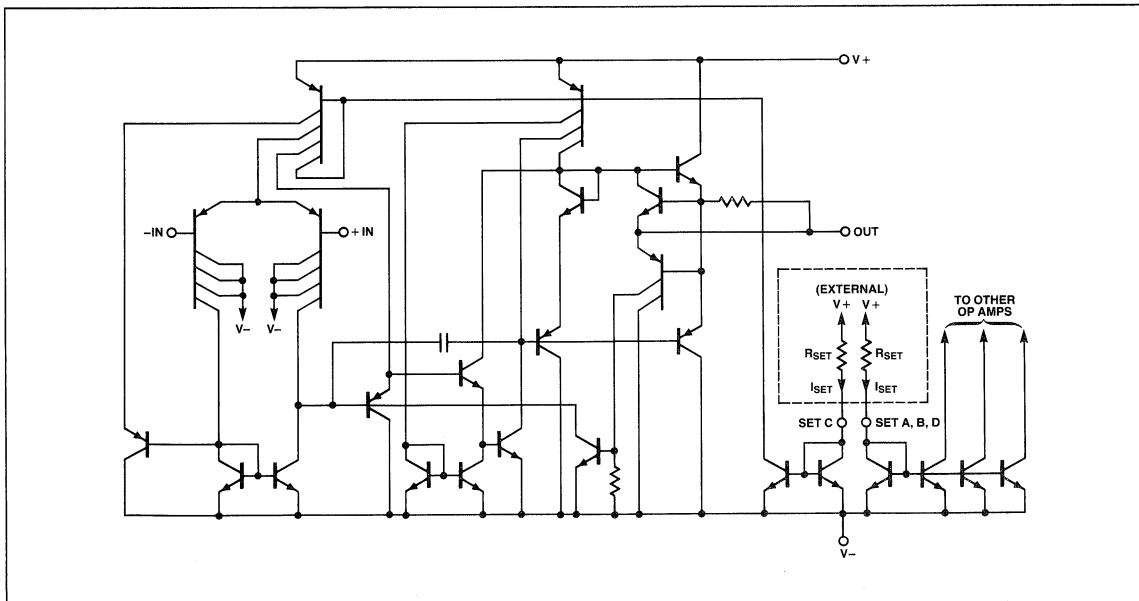 V+
−IN
+ IN
OUT
V− V−
(EXTERNAL)
V+ V+
TO OTHER
OP AMPS
RSET RSET
ISET ISET
SET C SET A, B, D
V−